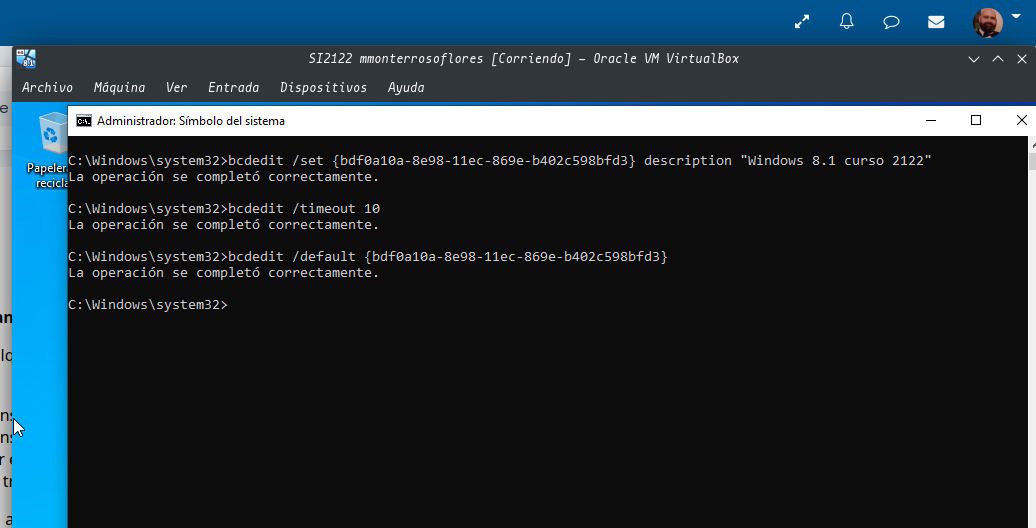 SI2122 mmonterrosoflores [Corriendo] – Oracle VM VirtualBox
Archivo Máquina Ver Entrada Dispositivos Ayuda
Administrador: Símbolo del sistema
C:\Windows\system32>bcdedit /set {bdf0a10a-8e98-11ec-869e-b402c598bfd3} description "Windows 8.1 curso 2122"
La operación se completó correctamente.
C:\Windows\system32>bcdedit /timeout 10
La operación se completó correctamente.
C:\Windows\system32>bcdedit /default {bdf0a10a-8e98-11ec-869e-b402c598bfd3}
La operación se completó correctamente.
C:\Windows\system32>